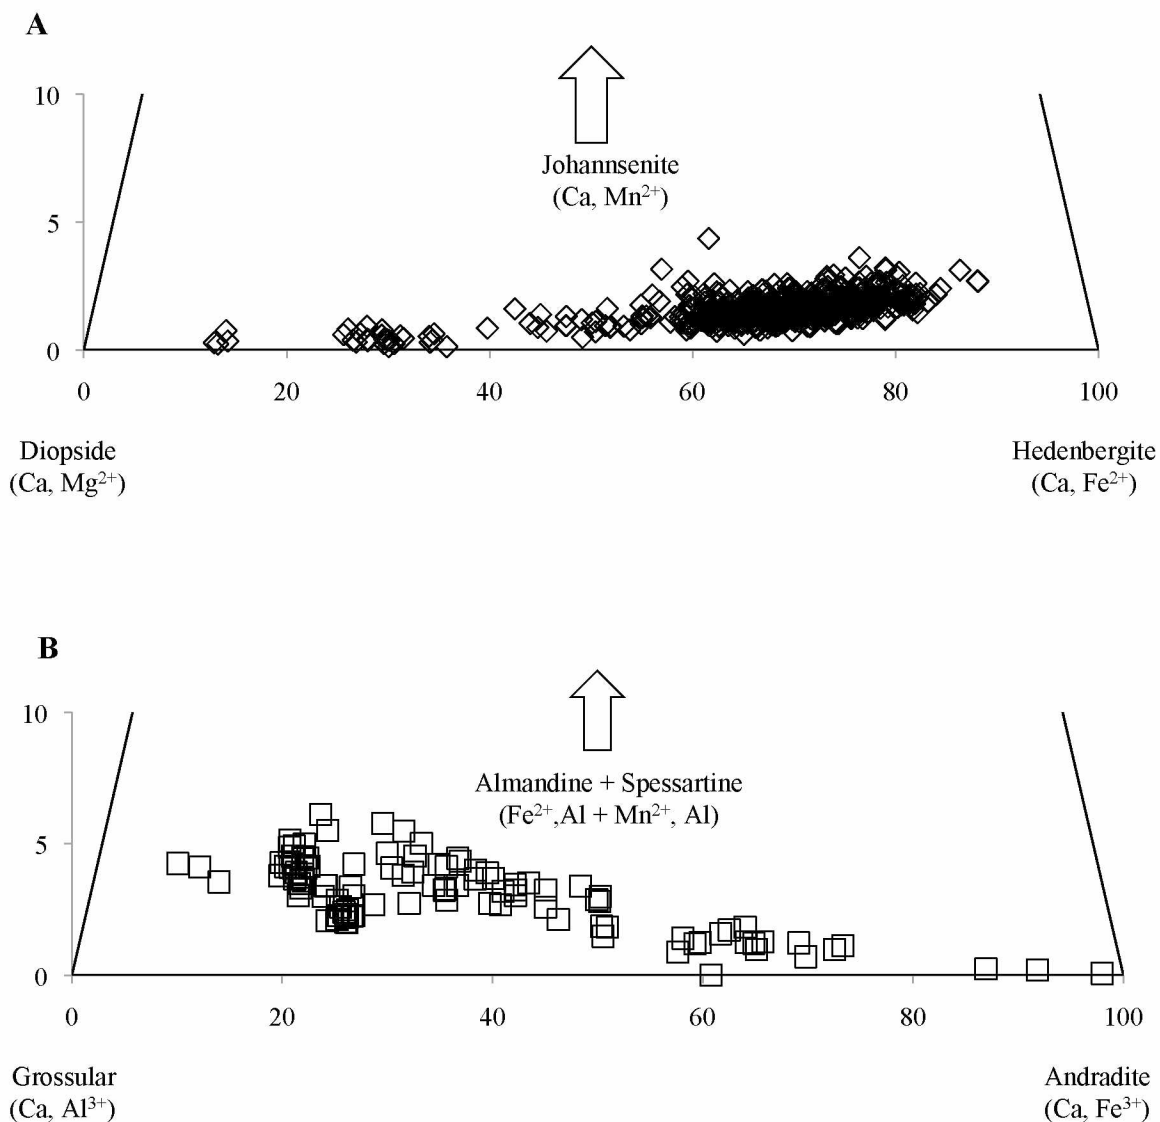 A
10
Johannsenite
(Ca, Mn2+)
5
0
0 20 40 60 80 100
Diopside
(Ca, Mg2+)
Hedenbergite
(Ca, Fe2+)
B
10
Almandine + Spessartine
(Fe2+,Al + Mn2+, Al)
5
0
0 20 40 60 80 100
Grossular
(Ca, Al3+)
Andradite
(Ca, Fe3+)